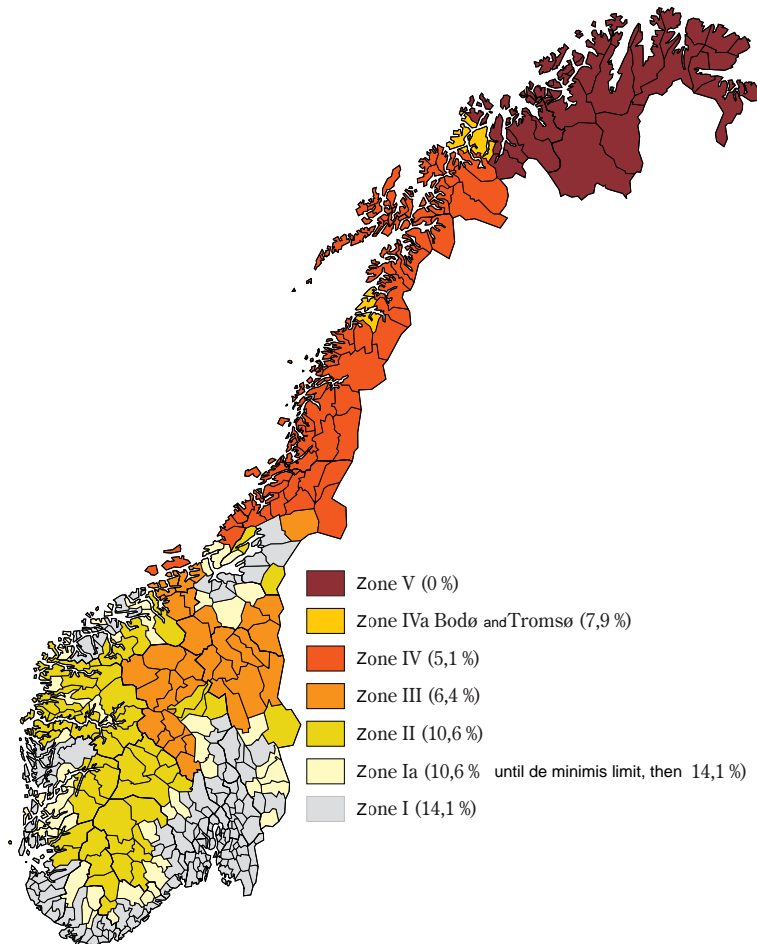 Zone V (0 %)
Zone IVa Bodø and Tromsø (7,9 %)
Zone IV (5,1 %)
Zone III (6,4 %)
Zone II (10,6 %)
Zone Ia (10,6 % until de minimis limit, then 14,1 %)
Zone I (14,1 %)